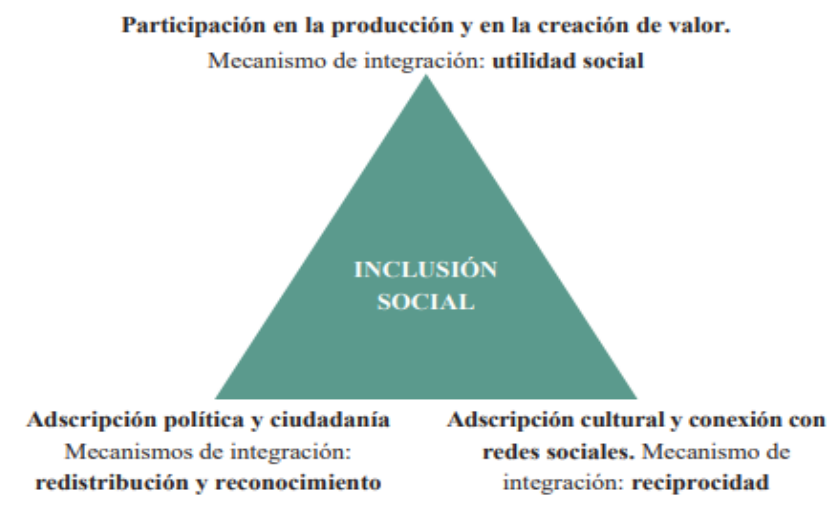 Participación en la producción y en la creación de valor.
Mecanismo de integración: utilidad social
INCLUSIÓN
SOCIAL
Adscripción política y ciudadanía
Mecanismos de integración:
redistribución y reconocimiento
Adscripción cultural y conexión con
redes sociales. Mecanismo de
integración: reciprocidad